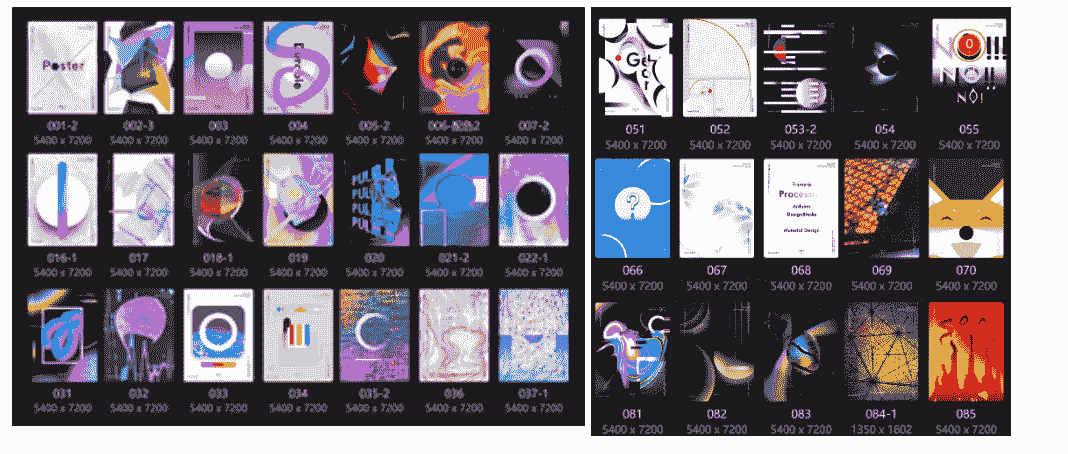 Poster
001-2
5400 x 7200
002-3
5400 x 7200
003
5400 x 7200
004
5400 x 7200
005-2
5400 x 7200
5400 x 7200
007-2
5400 x 7200
PUL
PUL
PUL
PUL
016-1
5400 x 7200
017
5400 x 7200
018-1
5400 x 7200
019
5400 x 7200
020
5400 x 7200
021-2
5400 x 7200
022-1
5400 x 7200
031
5400 x 7200
032
5400 x 7200
033
5400 x 7200
034
5400 x 7200
035-2
5400 x 7200
036
5400 x 7200
037-1
5400 x 7200
NO!!!
NO!!
NO!
051
5400 x 7200
052
5400 x 7200
053-2
5400 x 7200
054
5400 x 7200
055
5400 x 7200
?
Material Design
066
5400 x 7200
067
5400 x 7200
068
5400 x 7200
069
5400 x 7200
070
5400 x 7200
081
5400 x 7200
082
5400 x 7200
083
5400 x 7200
084-1
1350 x 1802
085
5400 x 7200